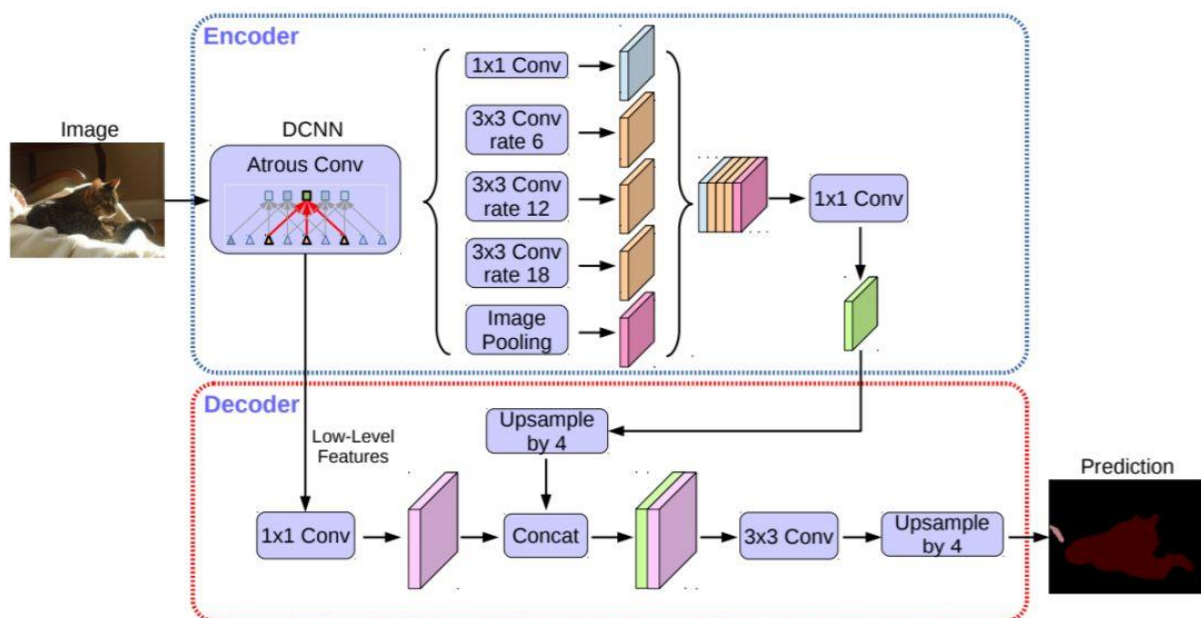 Encoder
Image
DCNN
Atrous Conv
1x1 Conv
3x3 Conv
rate 6
3x3 Conv
rate 12
3x3 Conv
rate 18
Image
Pooling
1x1 Conv
Decoder
Low-Level
Features
Upsample
by 4
1x1 Conv
Concat
3x3 Conv
Upsample
by 4
Prediction